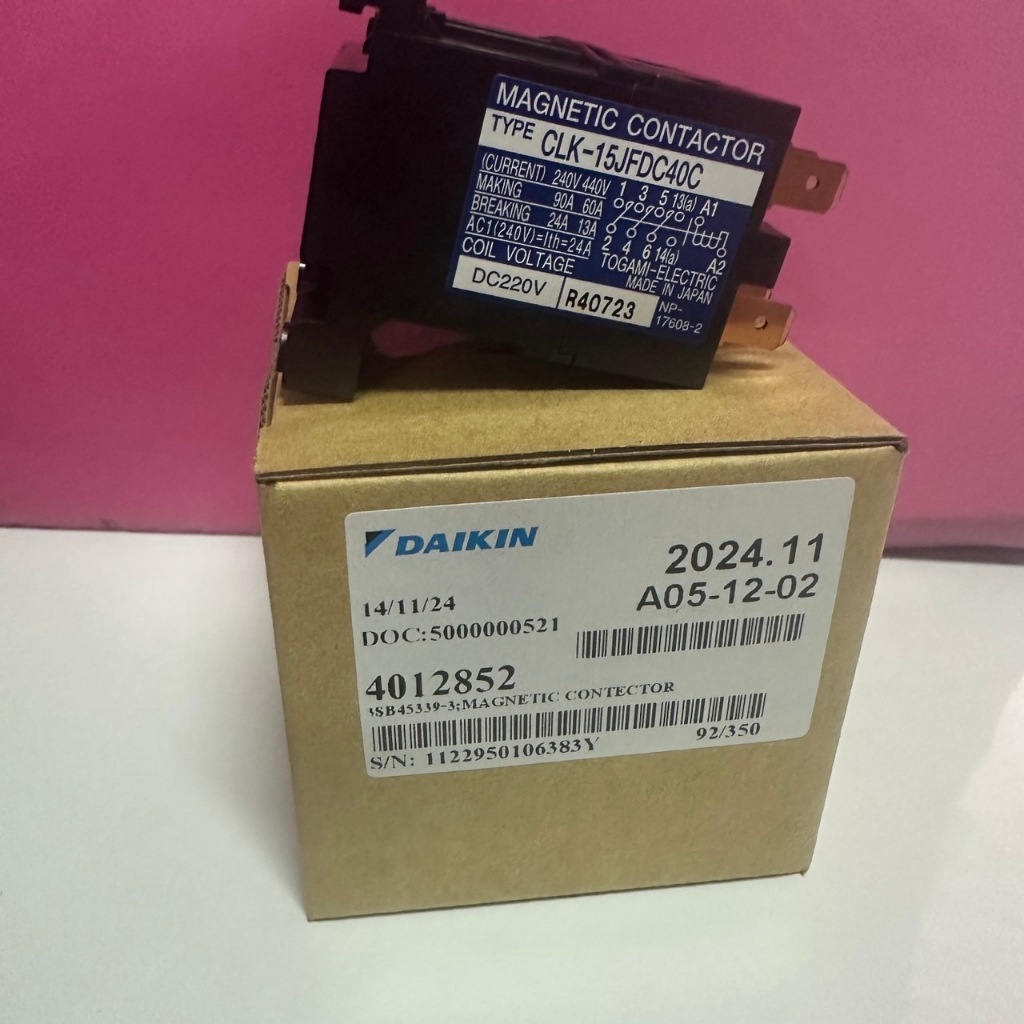 MAGNETIC CONTACTOR
TYPE CLK-15JFDC40C
(CURRENT) 240V 440V 1 3 5 13(a) A1
MAKING 90A 60A
BREAKING 24A 13A
AC1(240V)=Ith=24A 2 4 6 14(a) A2
COIL VOLTAGE TOGAMI-ELECTRIC
MADE IN JAPAN
DC220V R40723 NP-
17608-2
DAIKIN
2024.11
A05-12-02
14/11/24
DOC:5000000521
4012852
3SB45339-3;MAGNETIC CONTECTOR
92/350
S/N: 1122950106383Y